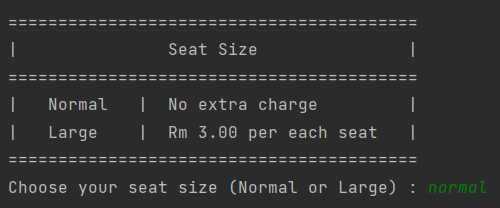 =========================================
|               Seat Size               |
=========================================
|   Normal   |  No extra charge         |
|   Large    |  Rm 3.00 per each seat   |
=========================================
Choose your seat size (Normal or Large) : normal